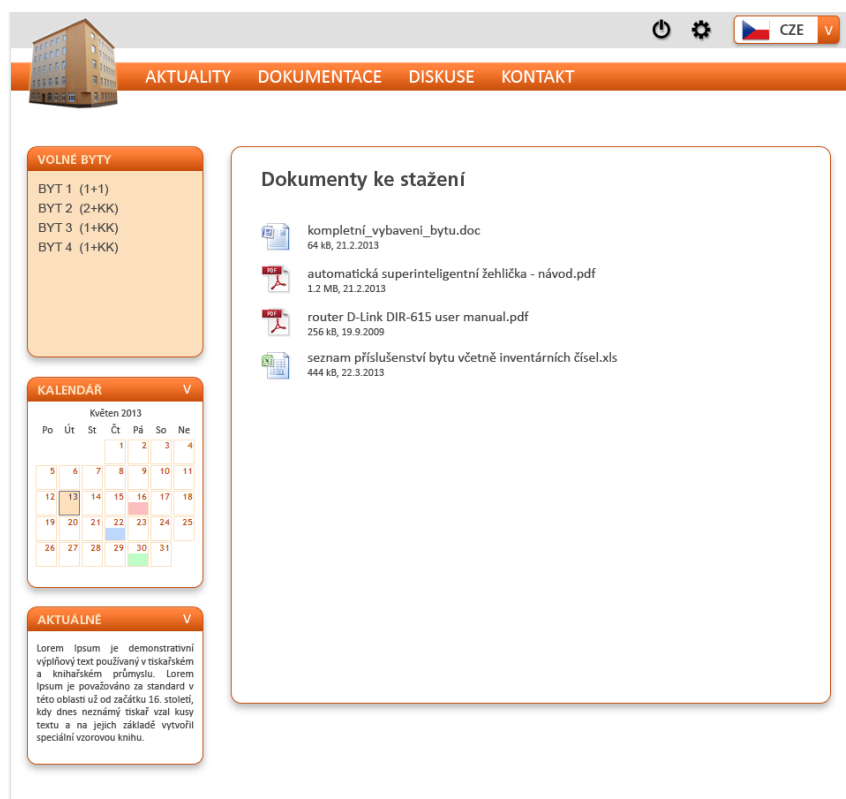 CZE V
AKTUALITY DOKUMENTACE DISKUSE KONTAKT
VOLNÉ BYTY
BYT 1 (1+1)
BYT 2 (2+KK)
BYT 3 (1+KK)
BYT 4 (1+KK)
KALENDÁŘ V
Květen 2013
Po Út St Čt Pá So Ne
1 2 3 4
5 6 7 8 9 10 11
12 13 14 15 16 17 18
19 20 21 22 23 24 25
26 27 28 29 30 31
AKTUÁLNĚ V
Lorem Ipsum je demonstrativní
výplňový text používaný v tiskařském
a knihařském průmyslu. Lorem
Ipsum je považováno za standard v
této oblasti už od začátku 16. století,
kdy dnes neznámý tiskař vzal kusy
textu a na jejich základě vytvořil
speciální vzorovou knihu.
Dokumenty ke stažení
kompletní_vybaveni_bytu.doc
64 kB, 21.2.2013
PDF
automatická superinteligentní žehlička - návod.pdf
1.2 MB, 21.2.2013
PDF
router D-Link DIR-615 user manual.pdf
256 kB, 19.9.2009
seznam příslušenství bytu včetně inventárních čísel.xls
444 kB, 22.3.2013